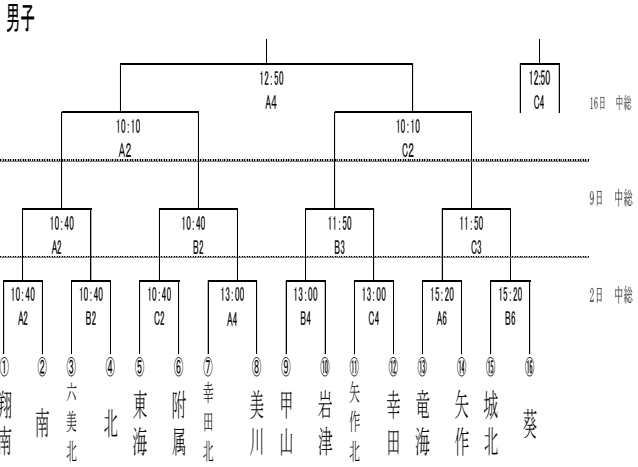 男子
12:50
A4
12:50
C4
16日 中総
10:10
A2
10:10
C2
9日 中総
10:40
A2
10:40
B2
11:50
B3
11:50
C3
2日 中総
10:40
A2
10:40
B2
10:40
C2
13:00
A4
13:00
B4
13:00
C4
15:20
A6
15:20
B6
① ② ③ ④ ⑤ ⑥ ⑦ ⑧ ⑨ ⑩ ⑪ ⑫ ⑬ ⑭ ⑮ ⑯
翔南
南
六美北
北
東海
附属
幸田北
美川
甲山
岩津
矢作北
幸田
竜海
矢作
城北
葵